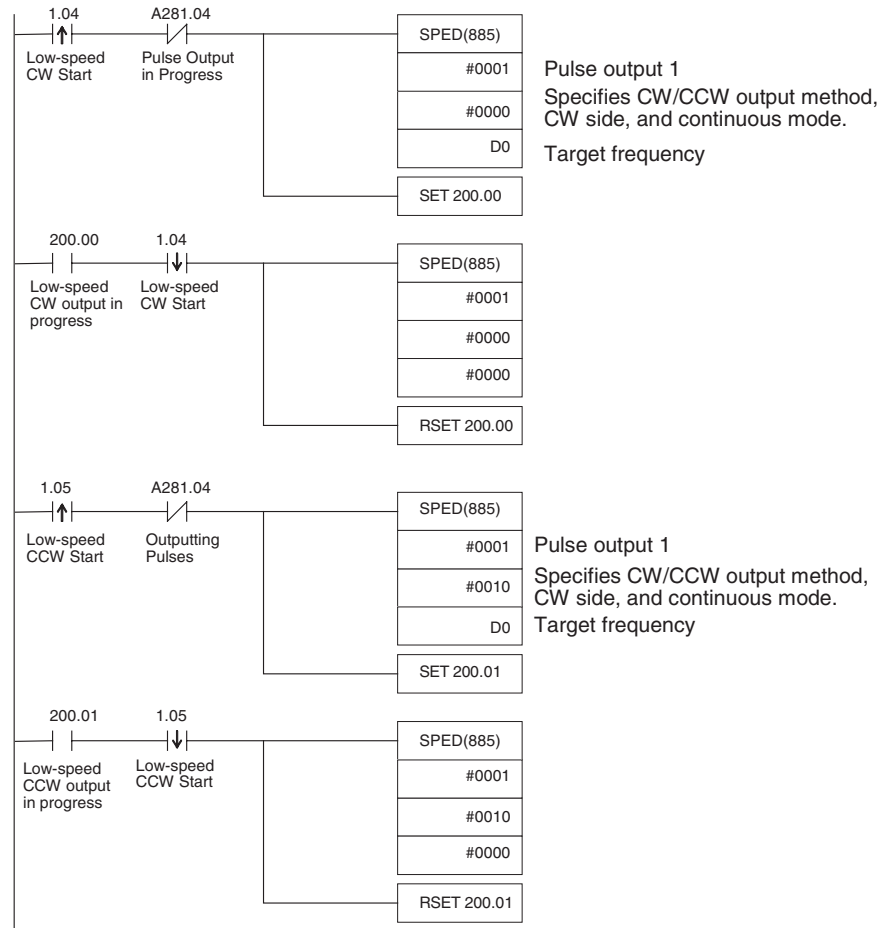 1.04 A281.04
Low-speed
CW Start
Pulse Output
in Progress
SPED(885)
#0001 Pulse output 1
#0000
Specifies CW/CCW output method,
CW side, and continuous mode.
D0 Target frequency
SET 200.00
200.00 1.04
Low-speed
CW output in
progress
Low-speed
CW Start
SPED(885)
#0001
#0000
#0000
RSET 200.00
1.05 A281.04
Low-speed
CCW Start
Outputting
Pulses
SPED(885)
#0001 Pulse output 1
#0010
Specifies CW/CCW output method,
CW side, and continuous mode.
D0 Target frequency
SET 200.01
200.01 1.05
Low-speed
CCW output
in progress
Low-speed
CCW Start
SPED(885)
#0001
#0010
#0000
RSET 200.01